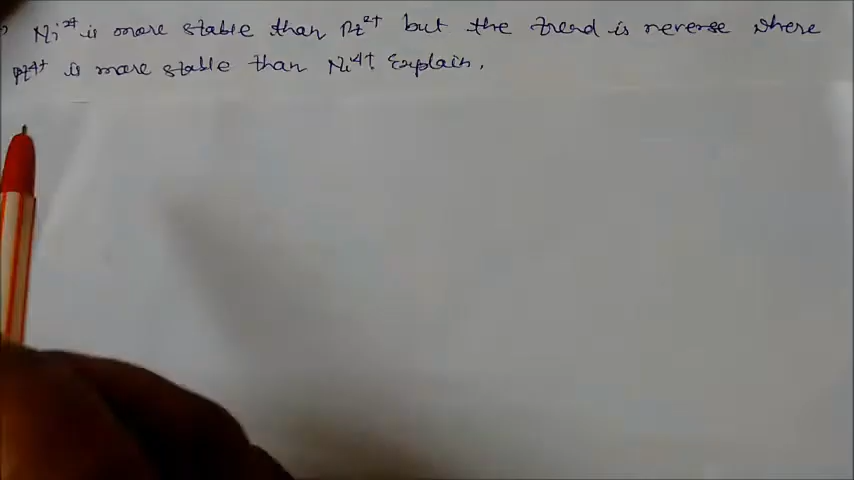 Ni²⁺ is more stable than Pt²⁺ but the trend is reverse where
Pt⁴⁺ is more stable than Ni⁴⁺. Explain.